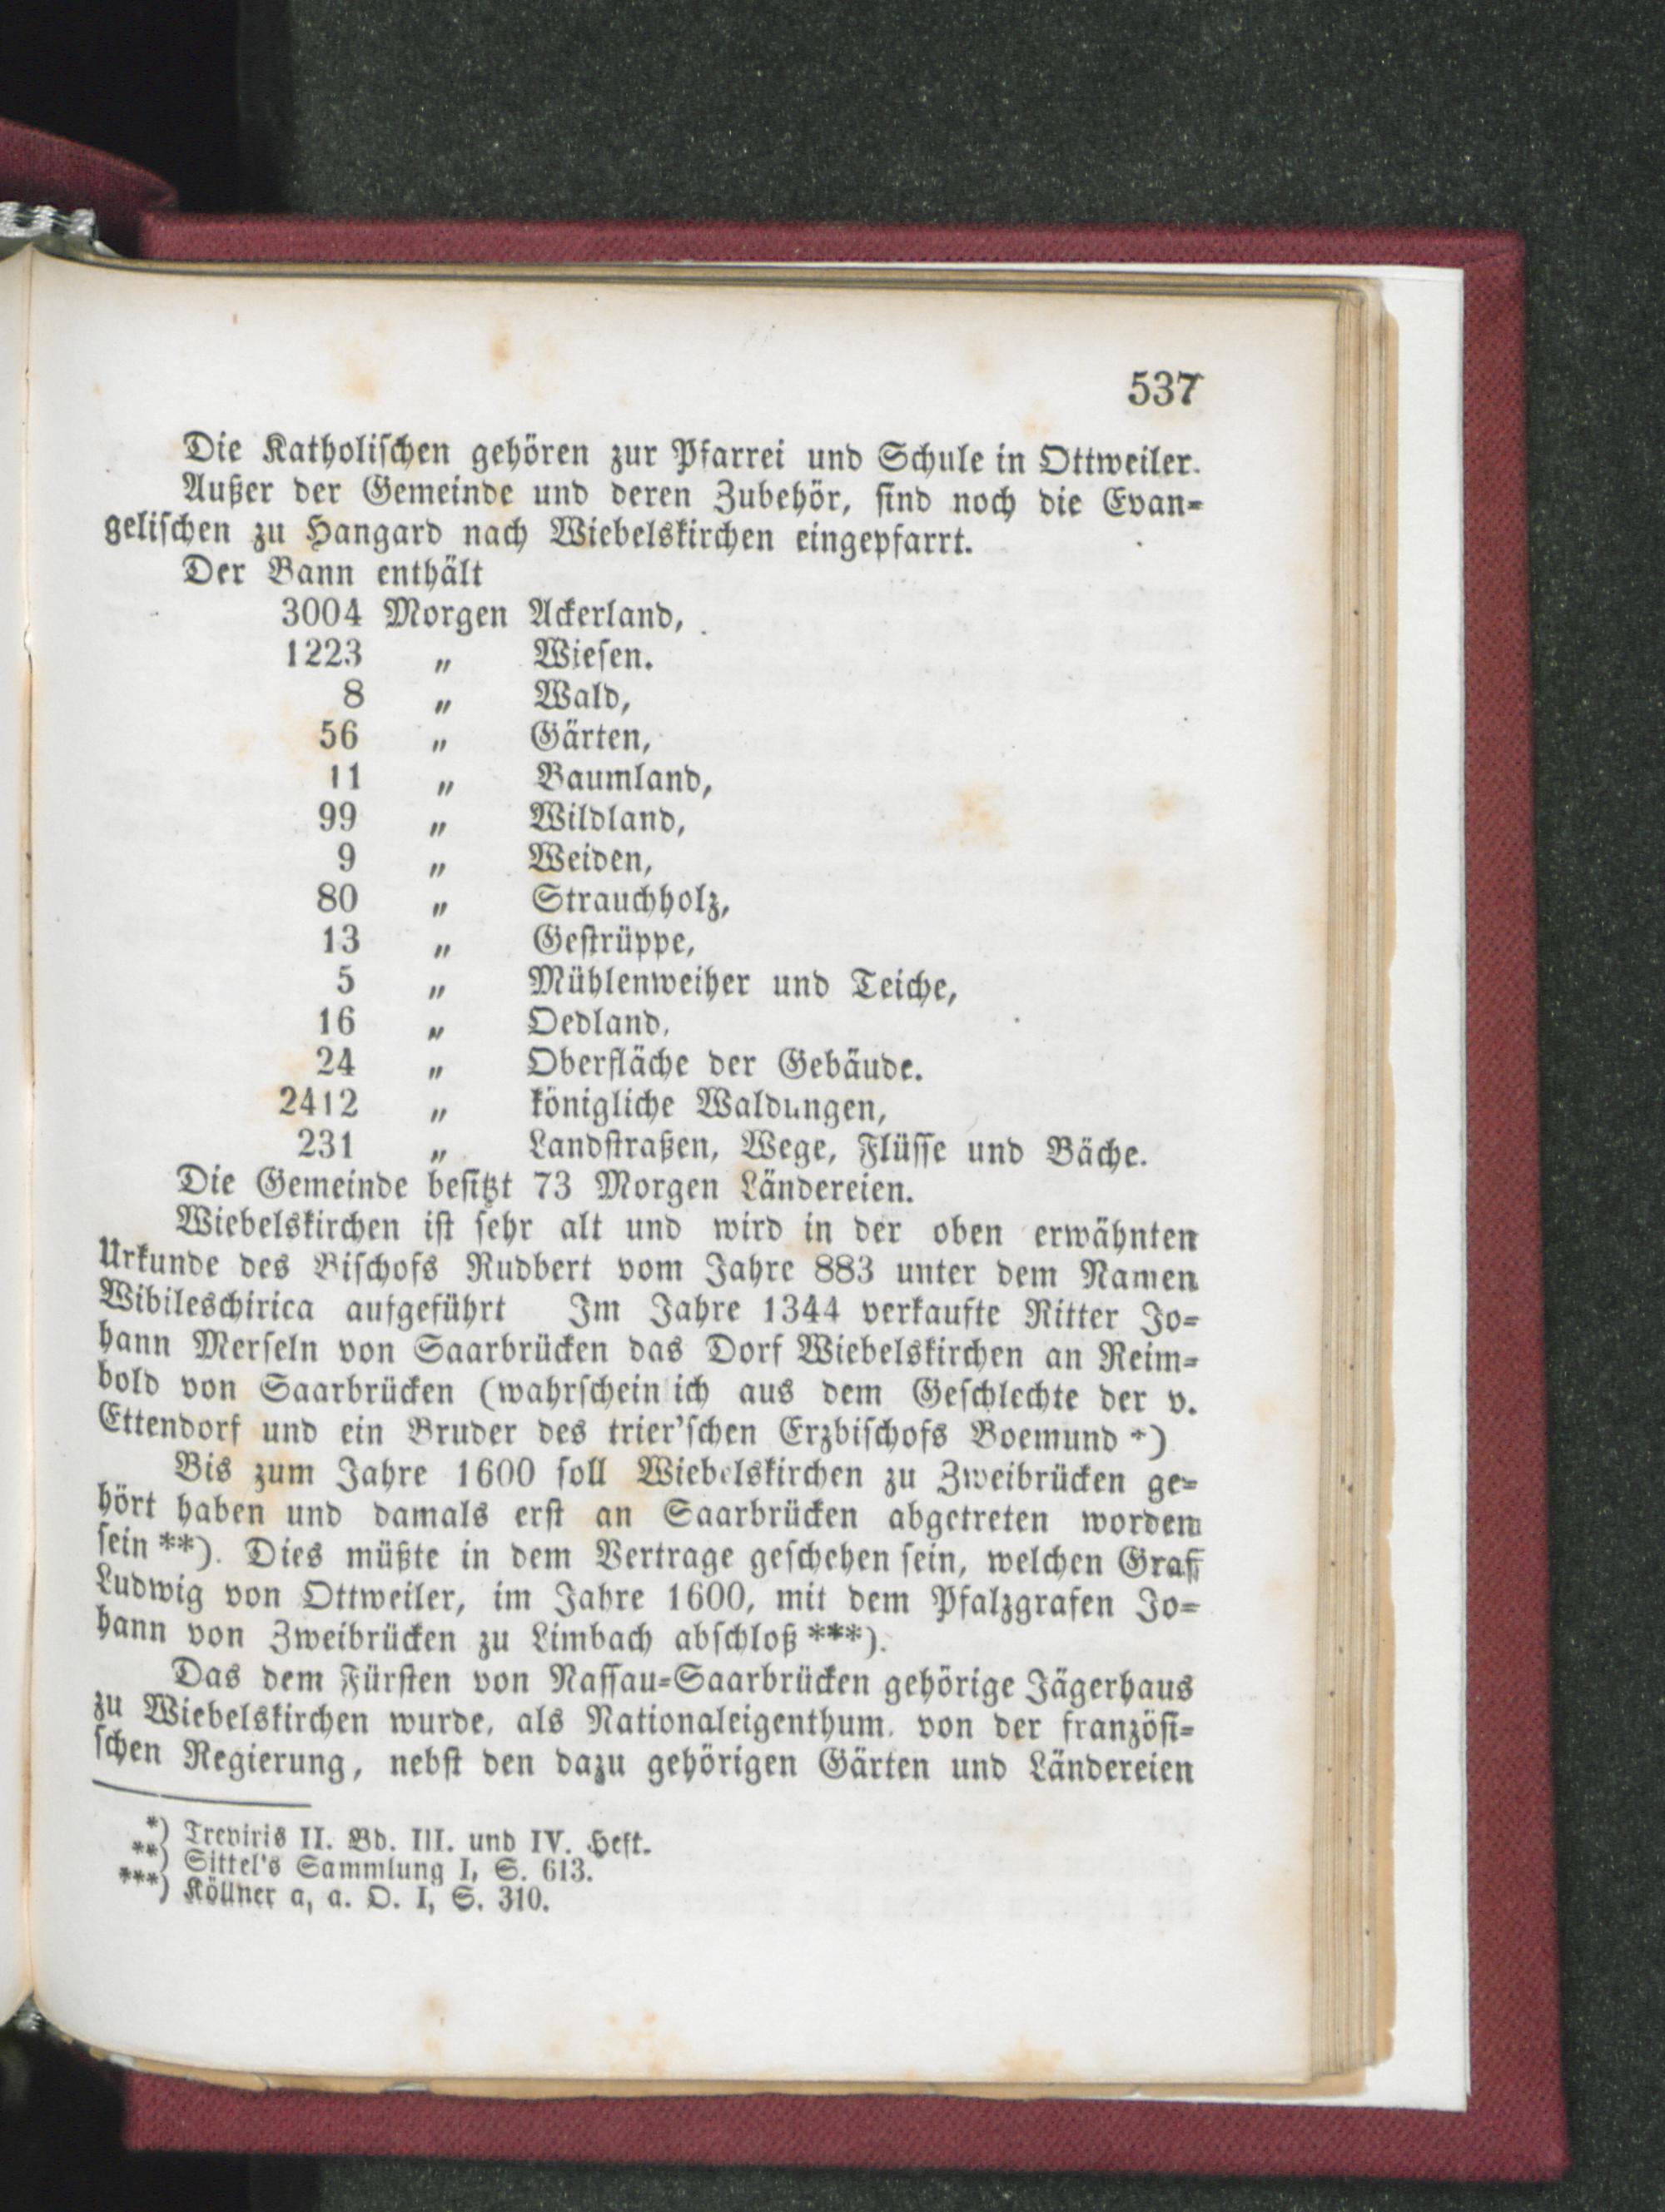 537
Die Katholischen gehören zur Pfarrei und Schule in Ottweiler.
Außer der Gemeinde und deren Zubehör, sind noch die Evan=
gelischen zu Hangard nach Wiebelskirchen eingepfarrt.
Der Bann enthält
3004 Morgen Ackerland,
1223 „ Wiesen.
8 „ Wald,
56 „ Gärten,
11 „ Baumland,
99 „ Wildland,
9 „ Weiden,
80 „ Strauchholz,
13 „ Gestrüppe,
5 „ Mühlenweiher und Teiche,
16 „ Oedland,
24 „ Oberfläche der Gebäude.
2412 „ königliche Waldungen,
231 „ Landstraßen, Wege, Flüsse und Bäche.
Die Gemeinde besitzt 73 Morgen Ländereien.
Wiebelskirchen ist sehr alt und wird in der oben erwähnten
Urkunde des Bischofs Rudbert vom Jahre 883 unter dem Namen
Wibileschirica aufgeführt Im Jahre 1344 verkaufte Ritter Jo=
hann Merseln von Saarbrücken das Dorf Wiebelskirchen an Reim=
bold von Saarbrücken (wahrscheinlich aus dem Geschlechte der v.
Ettendorf und ein Bruder des trier'schen Erzbischofs Boemund *)
Bis zum Jahre 1600 soll Wiebelskirchen zu Zweibrücken ge=
hört haben und damals erst an Saarbrücken abgetreten worden
sein **). Dies müßte in dem Vertrage geschehen sein, welchen Graf
Ludwig von Ottweiler, im Jahre 1600, mit dem Pfalzgrafen Jo=
hann von Zweibrücken zu Limbach abschloß ***).
Das dem Fürsten von Nassau=Saarbrücken gehörige Jägerhaus
zu Wiebelskirchen wurde, als Nationaleigenthum, von der französi=
schen Regierung, nebst den dazu gehörigen Gärten und Ländereien
*) Treviris II. Bd. III. und IV. Heft.
**) Sittel's Sammlung I, S. 613.
***) Köllner a, a. O. I, S. 310.